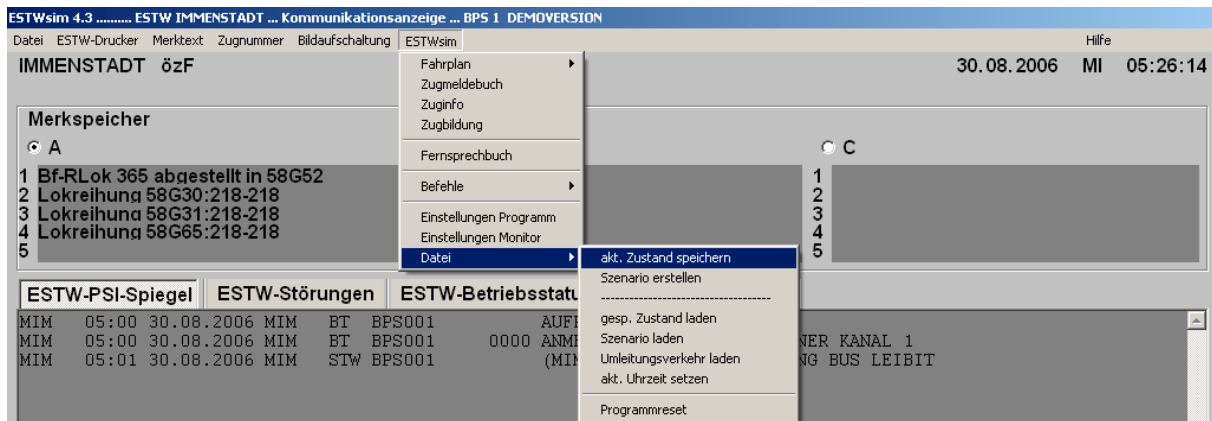 ESTWsim 4.3 .......... ESTW IMMENSTADT ... Kommunikationsanzeige ... BPS 1 DEMOVERSION
Datei ESTW-Drucker Merktext Zugnummer Bildaufschaltung ESTWsim Hilfe
IMMENSTADT özF 30.08.2006 MI 05:26:14
Fahrplan
Zugmeldebuch
Zuginfo
Zugbildung
Fernsprechbuch
Befehle
Einstellungen Programm
Einstellungen Monitor
Datei
Merkspeicher
A
1 Bf-RLok 365 abgestellt in 58G52
2 Lokreihung 58G30:218-218
3 Lokreihung 58G31:218-218
4 Lokreihung 58G65:218-218
5
C
1
2
3
4
5
akt. Zustand speichern
Szenario erstellen
-----------------------------------
gesp. Zustand laden
Szenario laden
Umleitungsverkehr laden
akt. Uhrzeit setzen
Programmreset
ESTW-PSI-Spiegel ESTW-Störungen ESTW-Betriebsstatu
MIM 05:00 30.08.2006 MIM BT BPS001
MIM 05:00 30.08.2006 MIM BT BPS001 0000 ANM NER KANAL 1
MIM 05:01 30.08.2006 MIM STW BPS001 (MIN NG BUS LEIBIT